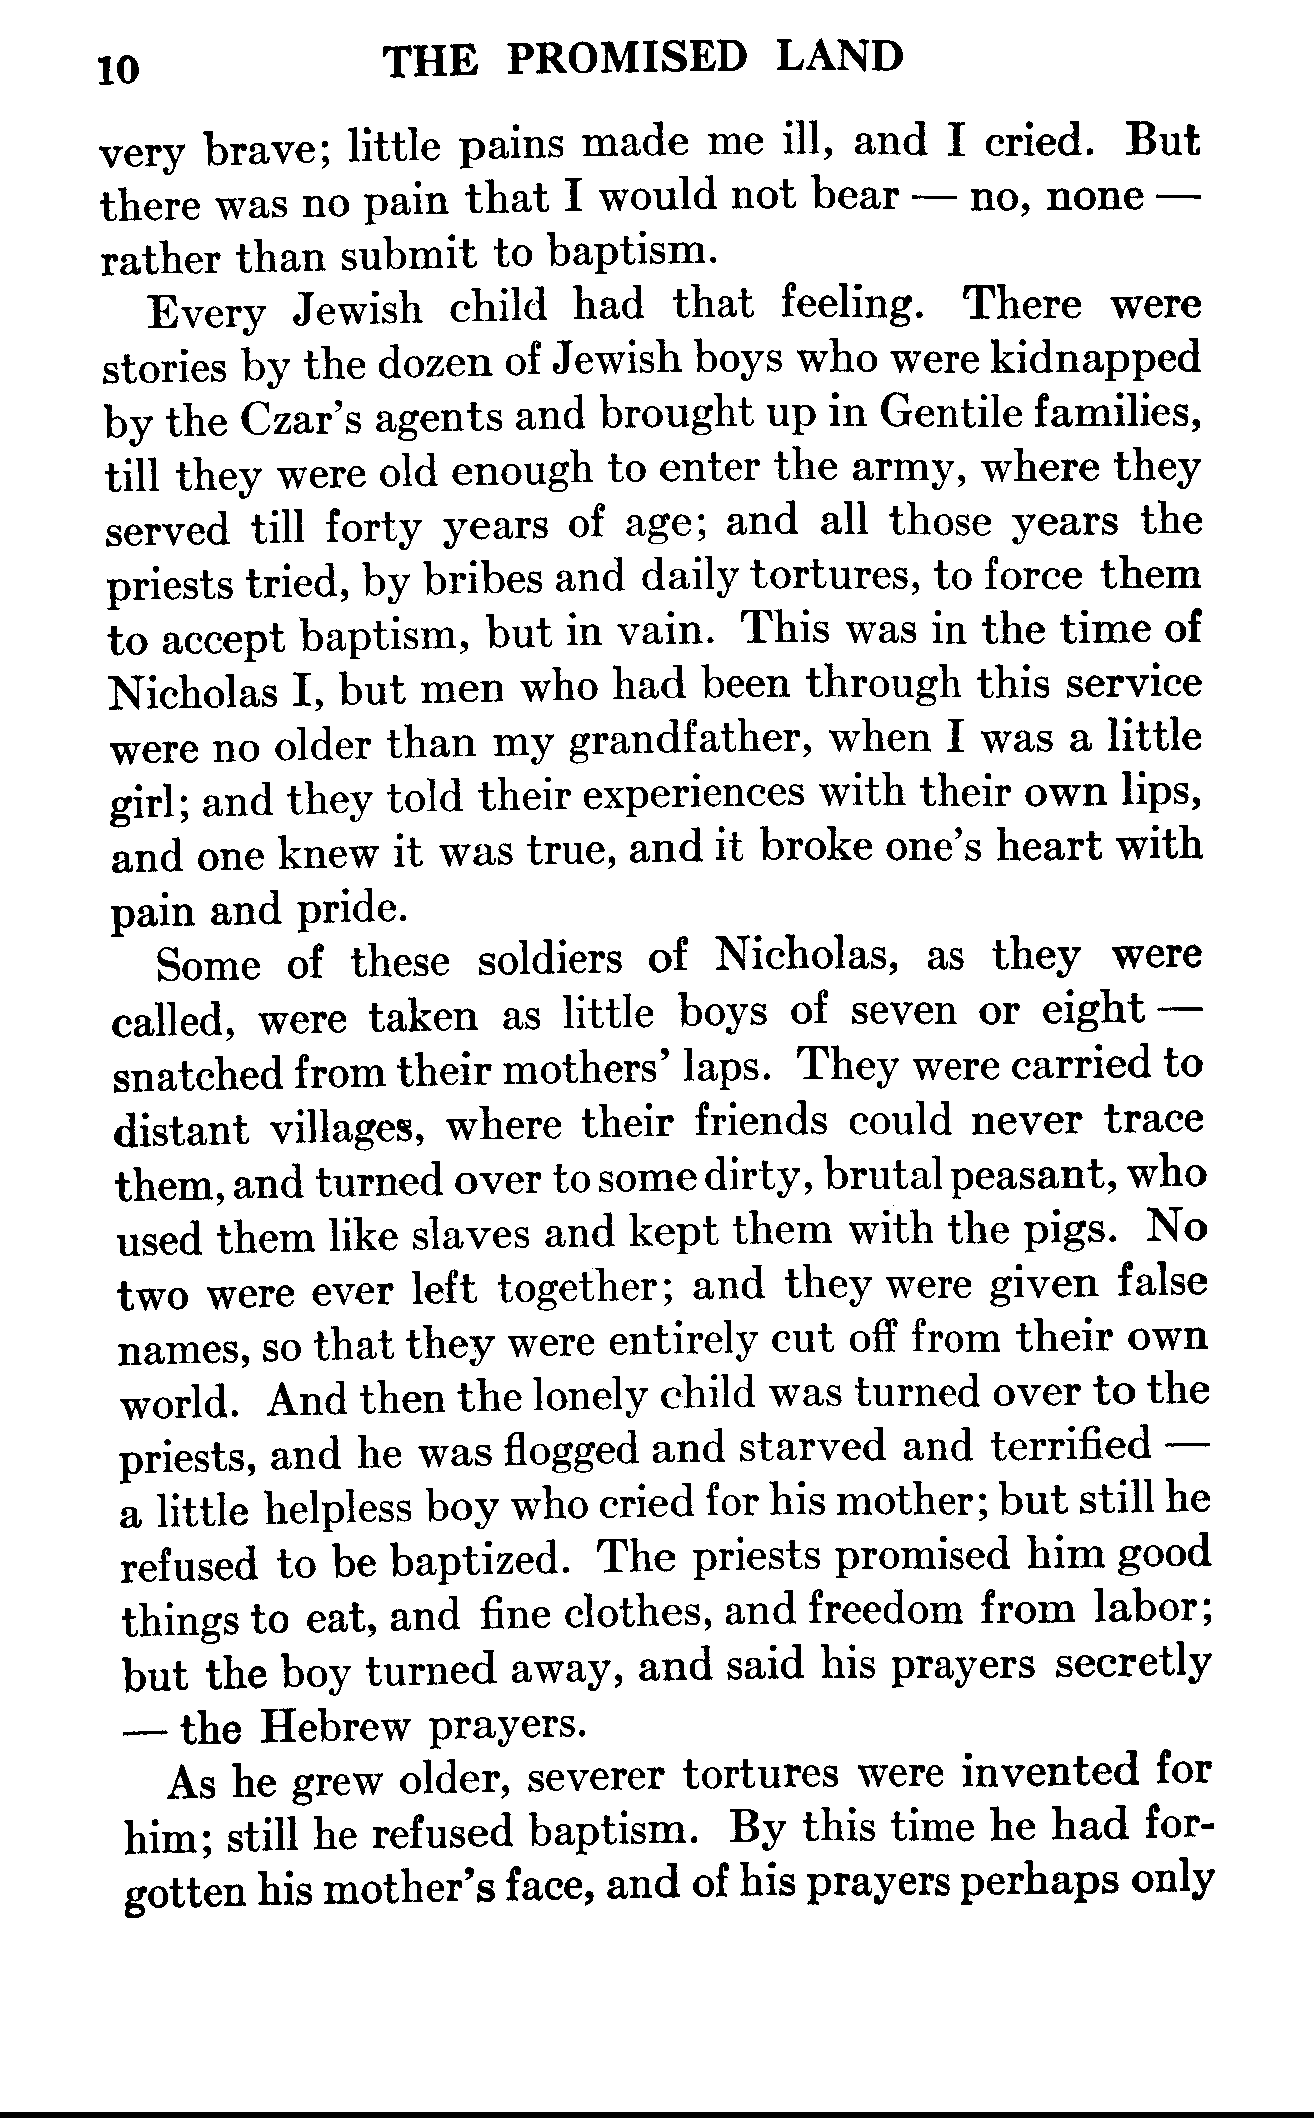 10 THE PROMISED LAND
very brave; little pains made me ill, and I cried. But
there was no pain that I would not bear — no, none —
rather than submit to baptism.
Every Jewish child had that feeling. There were
stories by the dozen of Jewish boys who were kidnapped
by the Czar's agents and brought up in Gentile families,
till they were old enough to enter the army, where they
served till forty years of age; and all those years the
priests tried, by bribes and daily tortures, to force them
to accept baptism, but in vain. This was in the time of
Nicholas I, but men who had been through this service
were no older than my grandfather, when I was a little
girl; and they told their experiences with their own lips,
and one knew it was true, and it broke one's heart with
pain and pride.
Some of these soldiers of Nicholas, as they were
called, were taken as little boys of seven or eight —
snatched from their mothers' laps. They were carried to
distant villages, where their friends could never trace
them, and turned over to some dirty, brutal peasant, who
used them like slaves and kept them with the pigs. No
two were ever left together; and they were given false
names, so that they were entirely cut off from their own
world. And then the lonely child was turned over to the
priests, and he was flogged and starved and terrified —
a little helpless boy who cried for his mother; but still he
refused to be baptized. The priests promised him good
things to eat, and fine clothes, and freedom from labor;
but the boy turned away, and said his prayers secretly
— the Hebrew prayers.
As he grew older, severer tortures were invented for
him; still he refused baptism. By this time he had for-
gotten his mother's face, and of his prayers perhaps only